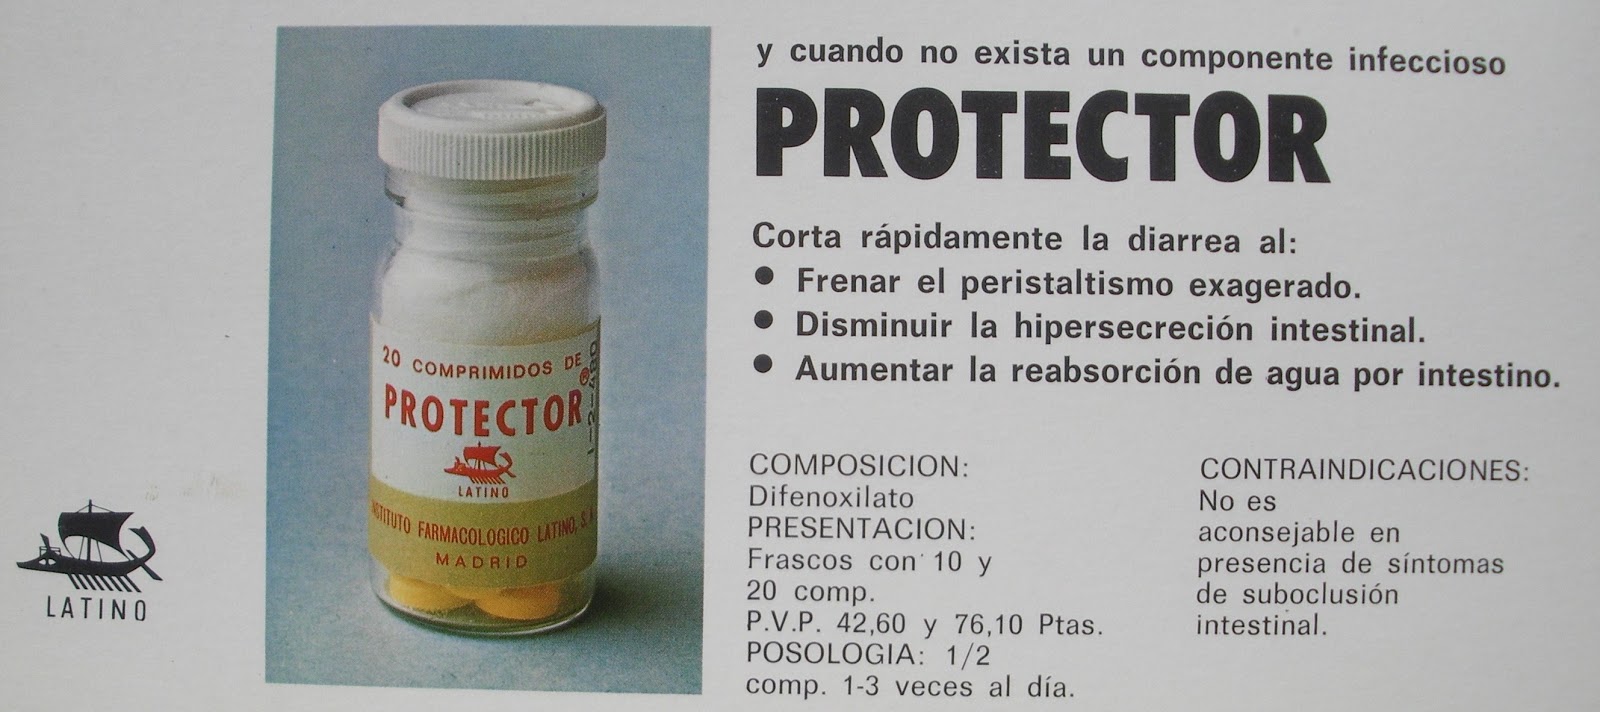 y cuando no exista un componente infeccioso
PROTECTOR
Corta rápidamente la diarrea al:
● Frenar el peristaltismo exagerado.
● Disminuir la hipersecreción intestinal.
● Aumentar la reabsorción de agua por intestino.
COMPOSICION:
Difenoxilato
PRESENTACION:
Frascos con 10 y
20 comp.
P.V.P. 42,60 y 76,10 Ptas.
POSOLOGIA: 1/2
comp. 1-3 veces al día.
CONTRAINDICACIONES:
No es
aconsejable en
presencia de síntomas
de suboclusión
intestinal.
20 COMPRIMIDOS DE
PROTECTOR®
LATINO
FARMACOLOGICO LATINO, S.
MADRID
LATINO